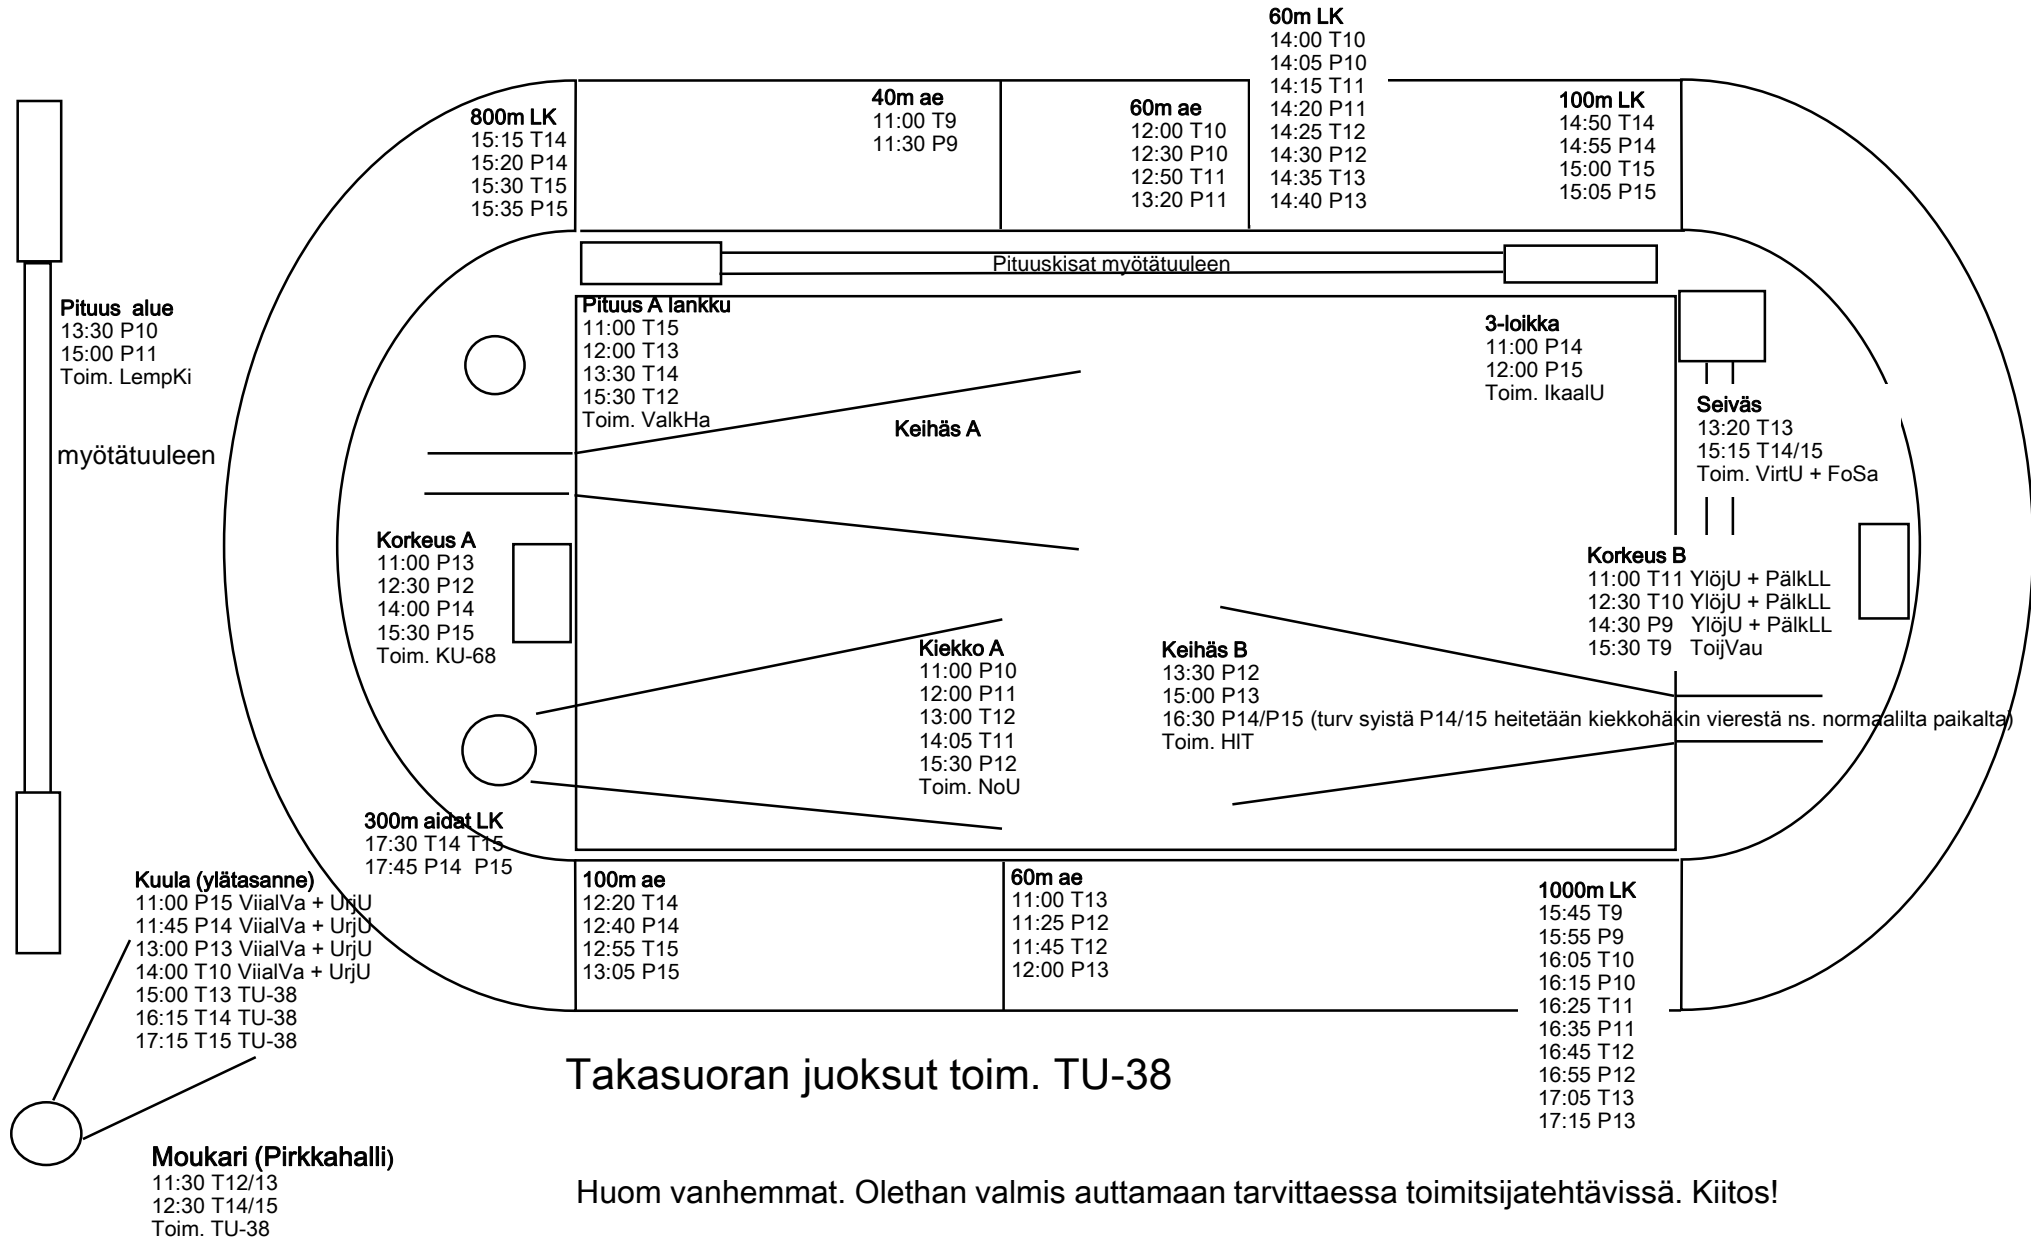 60m LK
14:00 T10
14:05 P10
14:15 T11
14:20 P11
14:25 T12
14:30 P12
14:35 T13
14:40 P13
800m LK
15:15 T14
15:20 P14
15:30 T15
15:35 P15
40m ae
11:00 T9
11:30 P9
60m ae
12:00 T10
12:30 P10
12:50 T11
13:20 P11
100m LK
14:50 T14
14:55 P14
15:00 T15
15:05 P15
Pituuskisat myötätuuleen
Pituus alue
13:30 P10
15:00 P11
Toim. LempKi
myötätuuleen
Pituus A lankku
11:00 T15
12:00 T13
13:30 T14
15:30 T12
Toim. ValkHa
3-loikka
11:00 P14
12:00 P15
Toim. IkaalU
Keihäs A
Seiväs
13:20 T13
15:15 T14/15
Toim. VirtU + FoSa
Korkeus A
11:00 P13
12:30 P12
14:00 P14
15:30 P15
Toim. KU-68
Korkeus B
11:00 T11 YlöjU + PälkLL
12:30 T10 YlöjU + PälkLL
14:30 P9 YlöjU + PälkLL
15:30 T9 ToijVau
Kiekko A
11:00 P10
12:00 P11
13:00 T12
14:05 T11
15:30 P12
Toim. NoU
Keihäs B
13:30 P12
15:00 P13
16:30 P14/P15 (turv syistä P14/15 heitetään kiekkohäkin vierestä ns. normaalilta paikalta)
Toim. HIT
300m aidat LK
17:30 T14 T15
17:45 P14 P15
Kuula (ylätasanne)
11:00 P15 ViialVa + UrjU
11:45 P14 ViialVa + UrjU
13:00 P13 ViialVa + UrjU
14:00 T10 ViialVa + UrjU
15:00 T13 TU-38
16:15 T14 TU-38
17:15 T15 TU-38
100m ae
12:20 T14
12:40 P14
12:55 T15
13:05 P15
60m ae
11:00 T13
11:25 P12
11:45 T12
12:00 P13
1000m LK
15:45 T9
15:55 P9
16:05 T10
16:15 P10
16:25 T11
16:35 P11
16:45 T12
16:55 P12
17:05 T13
17:15 P13
Takasuoran juoksut toim. TU-38
Moukari (Pirkkahalli)
11:30 T12/13
12:30 T14/15
Toim. TU-38
Huom vanhemmat. Olethan valmis auttamaan tarvittaessa toimitsijatehtävissä. Kiitos!